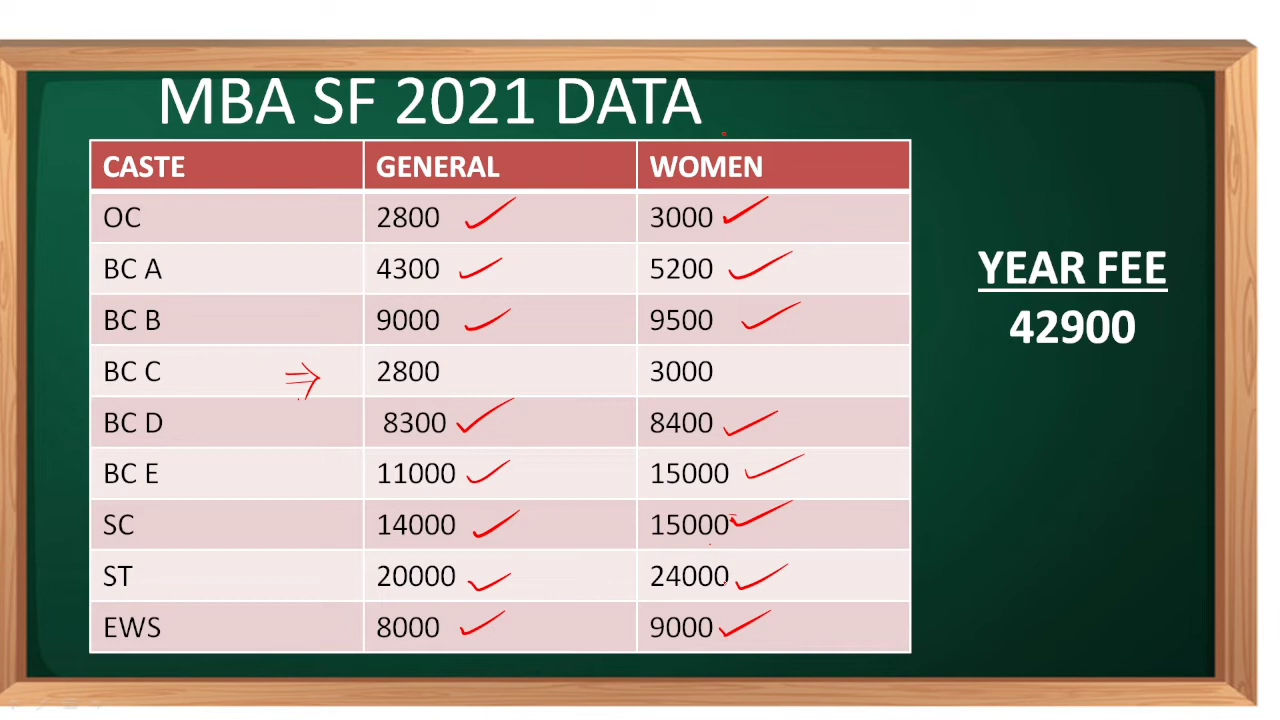 MBA SF 2021 DATA
CASTE GENERAL WOMEN
OC 2800 3000
BC A 4300 5200
BC B 9000 9500
BC C 2800 3000
BC D 8300 8400
BC E 11000 15000
SC 14000 15000
ST 20000 24000
EWS 8000 9000
YEAR FEE
42900